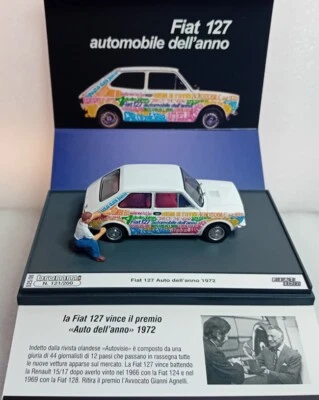 Fiat 127
automobile dell'anno
brumm
N. 121/200
Fiat 127 Auto dell'anno 1972
la Fiat 127 vince il premio
«Auto dell'anno» 1972
Indetto dalla rivista olandese «Autovisie» è composto da una
giuria di 44 giornalisti di 12 paesi che passano in rassegna tutte
le nuove vetture apparse sul mercato. La Fiat 127 vince battendo
la Renault 15/17 dopo averlo vinto nel 1966 con la Fiat 124 e nel
1969 con la Fiat 128. Ritira il premio l'Avvocato Gianni Agnelli.